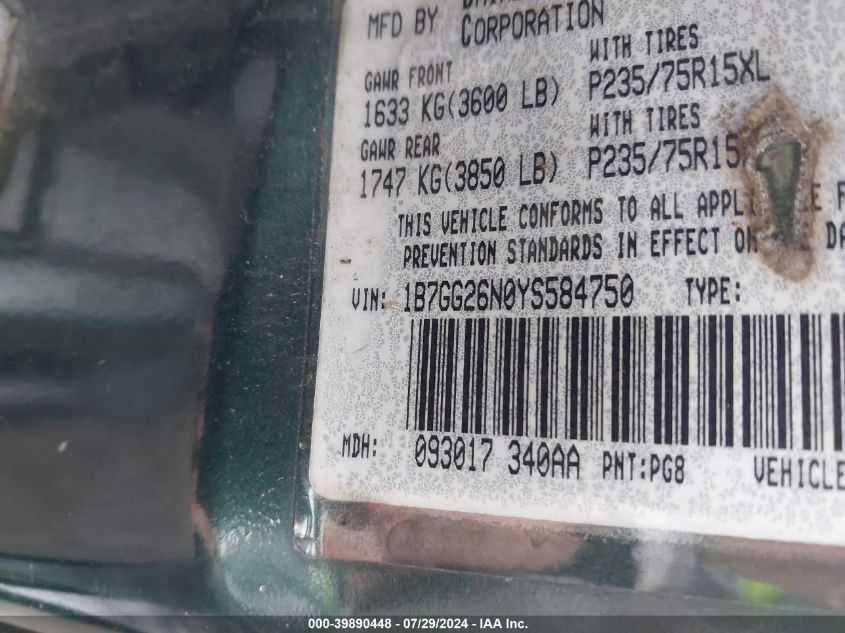 MFD BY
CORPORATION
GAWR FRONT WITH TIRES
1633 KG(3600 LB) P235/75R15XL
GAWR REAR WITH TIRES
1747 KG(3850 LB) P235/75R15
THIS VEHICLE CONFORMS TO ALL
PREVENTION STANDARDS IN EFFECT
VIN: 1B7GG26N0YS584750 TYPE:
MDH: 093017 340AA PNT:PG8 VEHICLE
000-39890448 / 07/29/2024 - IAA Inc.